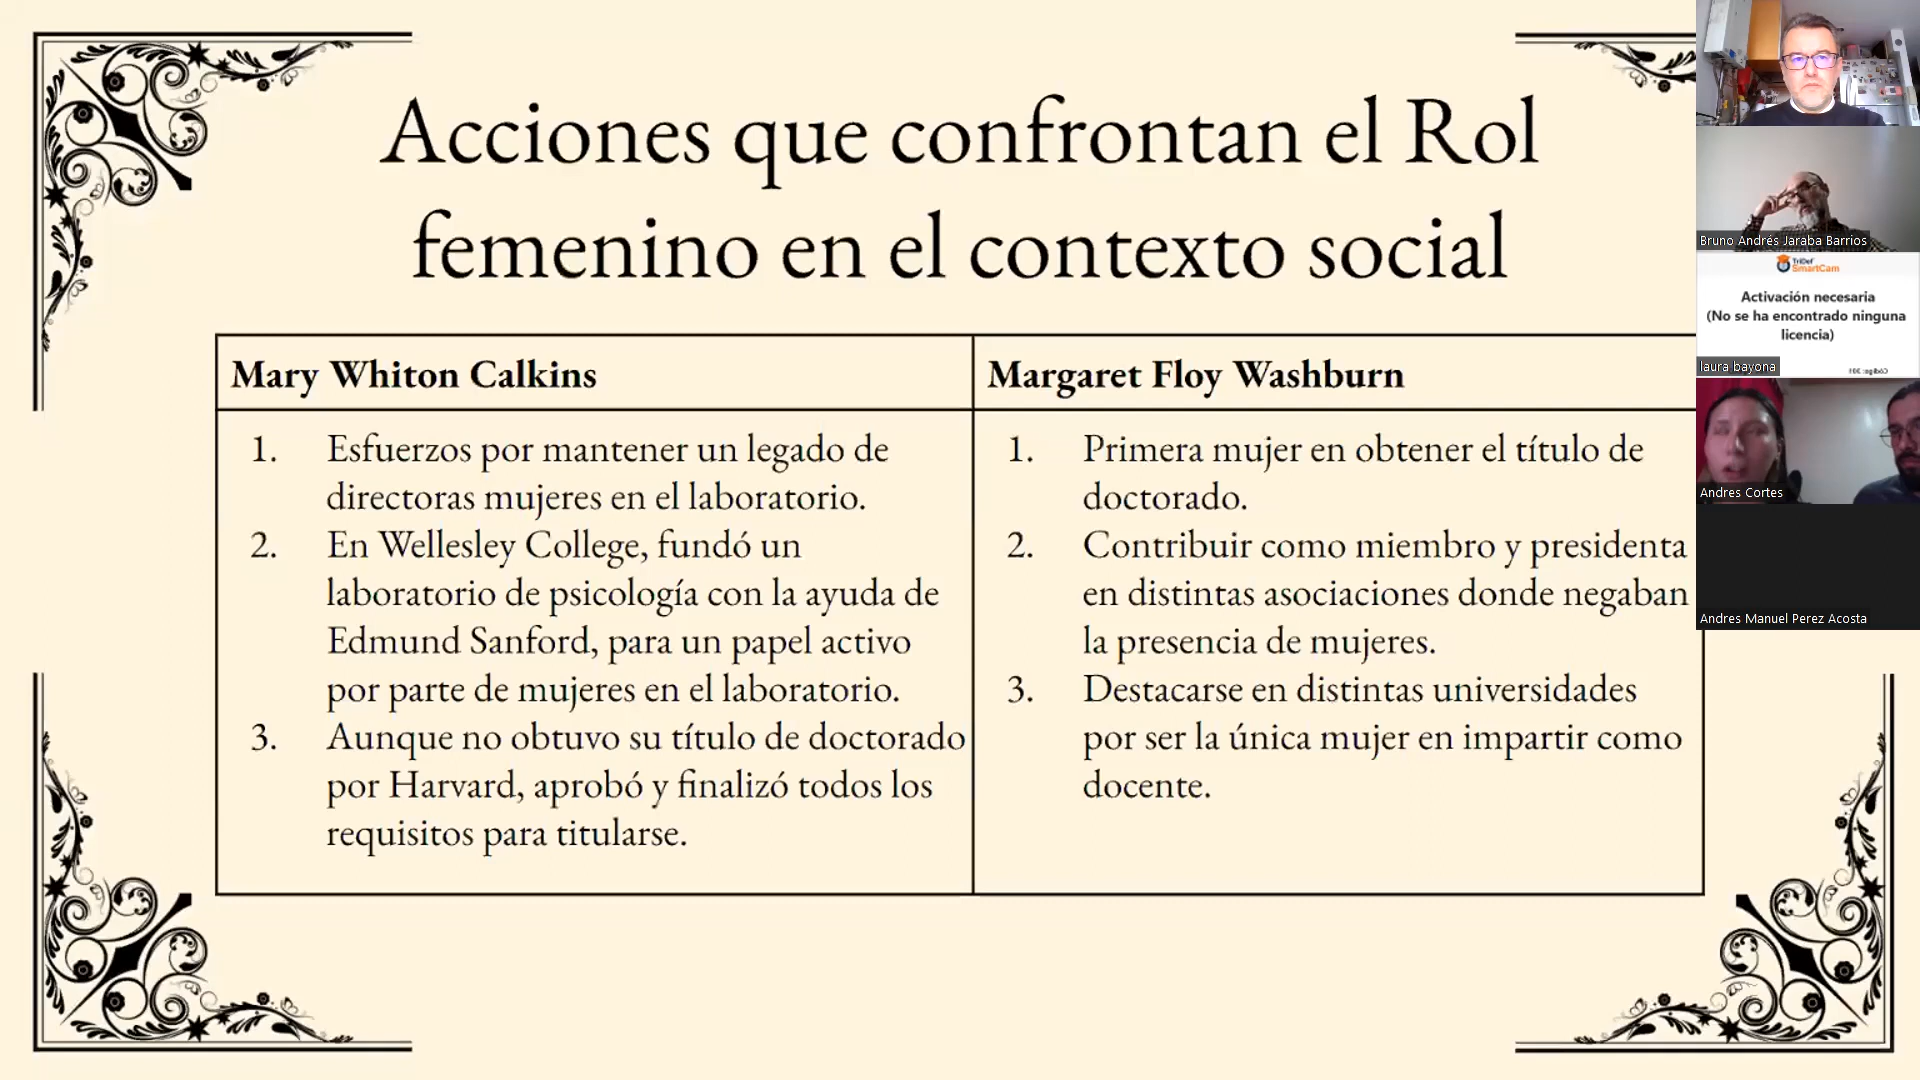 Acciones que confrontan el Rol
femenino en el contexto social
Mary Whiton Calkins
1. Esfuerzos por mantener un legado de
directoras mujeres en el laboratorio.
2. En Wellesley College, fundó un
laboratorio de psicología con la ayuda de
Edmund Sanford, para un papel activo
por parte de mujeres en el laboratorio.
3. Aunque no obtuvo su título de doctorado
por Harvard, aprobó y finalizó todos los
requisitos para titularse.
Margaret Floy Washburn
1. Primera mujer en obtener el título de
doctorado.
2. Contribuir como miembro y presidenta
en distintas asociaciones donde negaban
la presencia de mujeres.
3. Destacarse en distintas universidades
por ser la única mujer en impartir como
docente.
Bruno Andrés Jaraba Barrios
TriDef
SmartCam
Activación necesaria
(No se ha encontrado ninguna
licencia)
laura bayona
Andres Cortes
Andres Manuel Perez Acosta